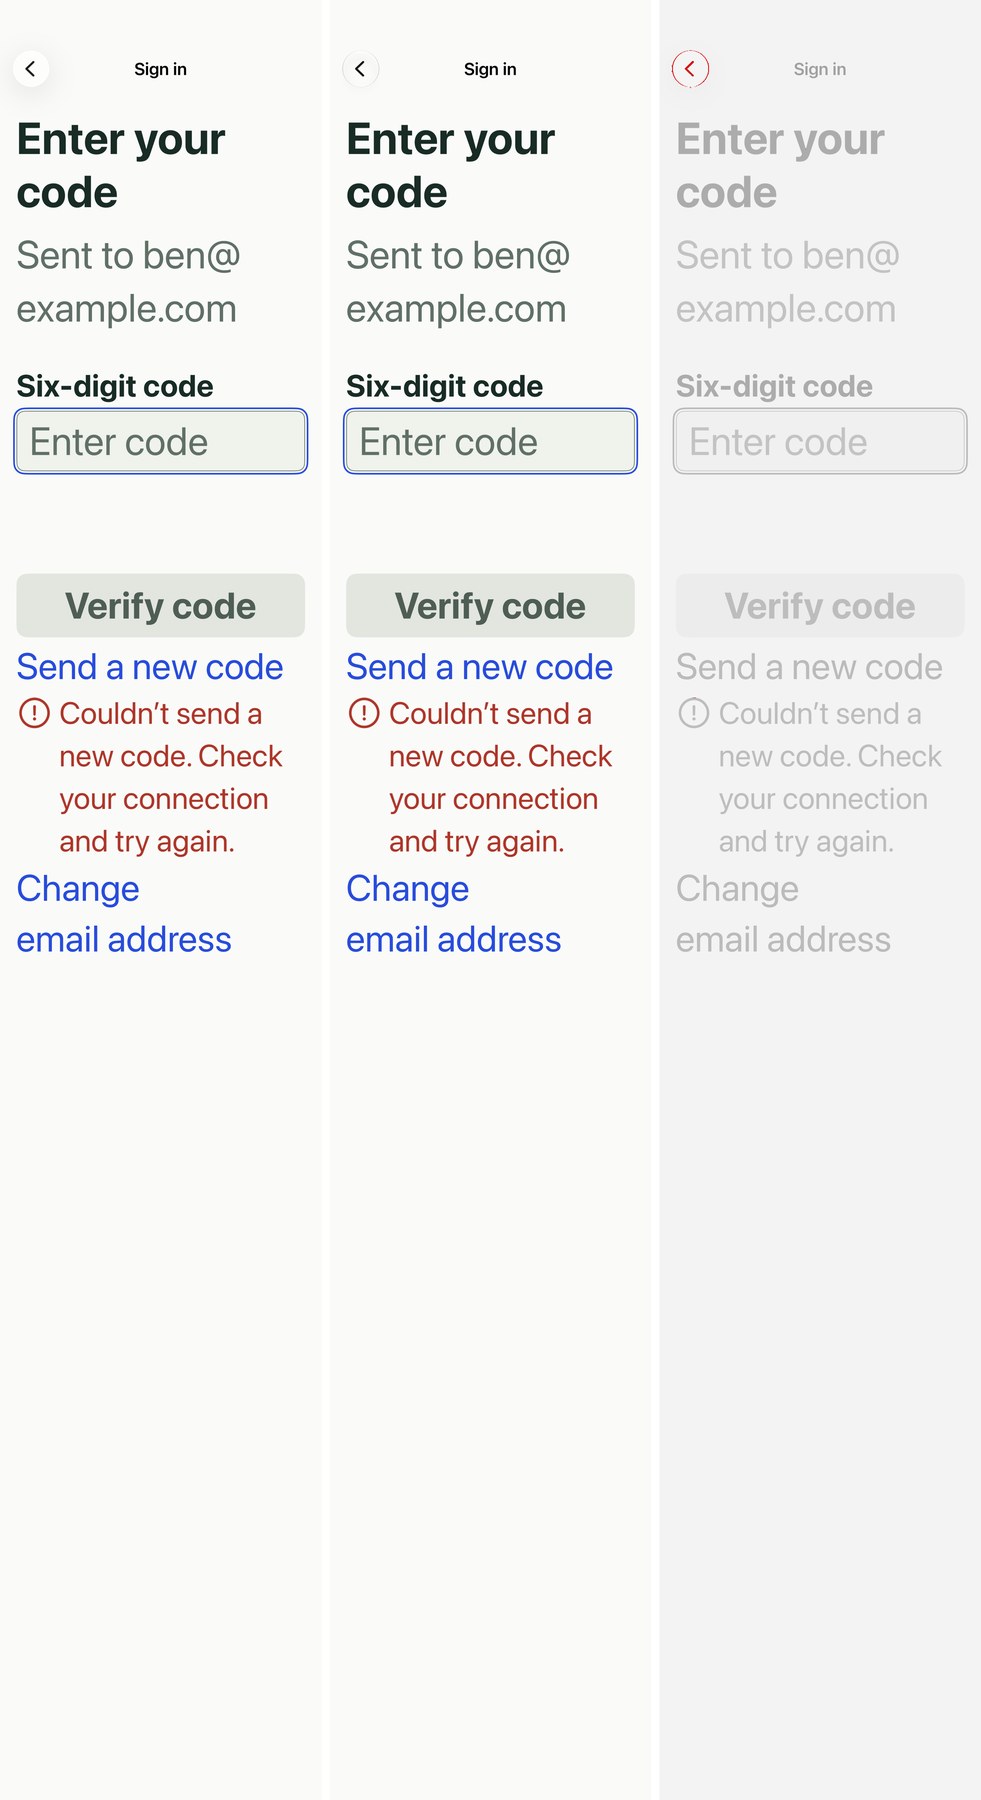 Sign in
Enter your
code
Sent to ben@
example.com
Six-digit code
Enter code
Verify code
Send a new code
Couldn’t send a
new code. Check
your connection
and try again.
Change
email address
Sign in
Enter your
code
Sent to ben@
example.com
Six-digit code
Enter code
Verify code
Send a new code
Couldn’t send a
new code. Check
your connection
and try again.
Change
email address
Sign in
Enter your
code
Sent to ben@
example.com
Six-digit code
Enter code
Verify code
Send a new code
Couldn’t send a
new code. Check
your connection
and try again.
Change
email address